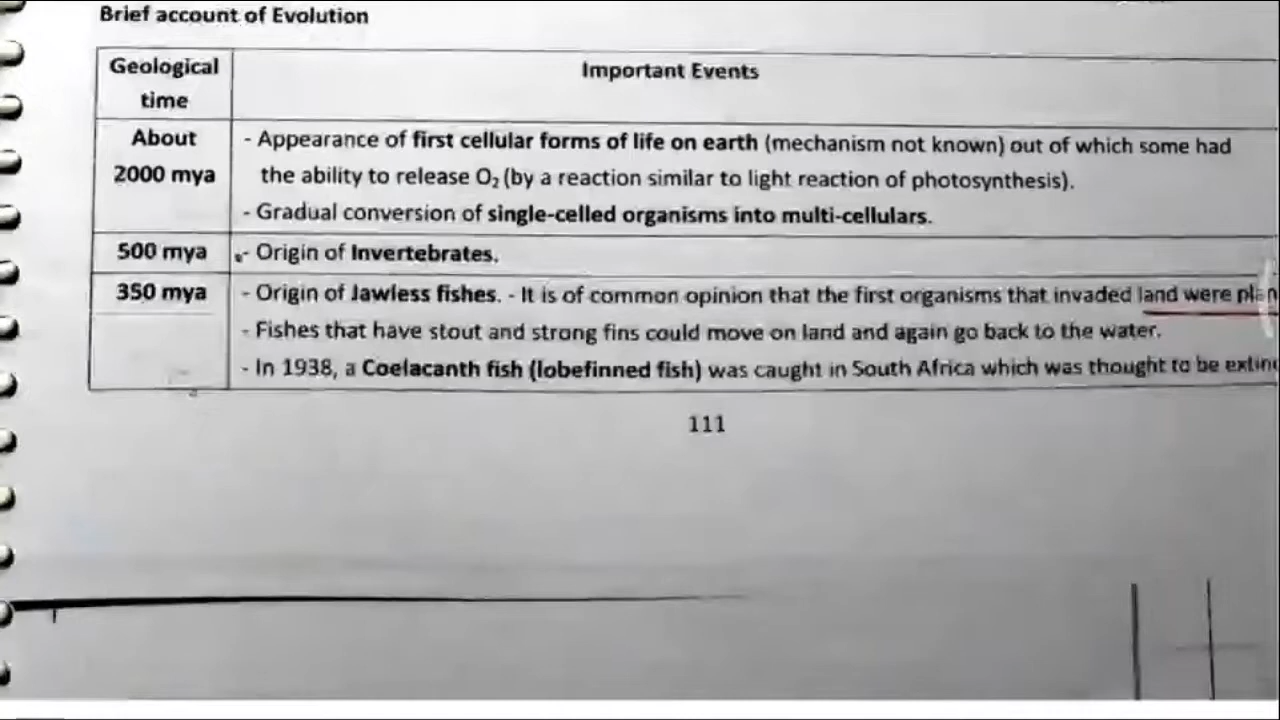 Brief account of Evolution
Geological time
Important Events
About 2000 mya
- Appearance of first cellular forms of life on earth (mechanism not known) out of which some had
the ability to release O₂ (by a reaction similar to light reaction of photosynthesis).
- Gradual conversion of single-celled organisms into multi-cellulars.
500 mya
- Origin of Invertebrates.
350 mya
- Origin of Jawless fishes. - It is of common opinion that the first organisms that invaded land were
- Fishes that have stout and strong fins could move on land and again go back to the water.
- In 1938, a Coelacanth fish (lobefinned fish) was caught in South Africa which was thought to be
111